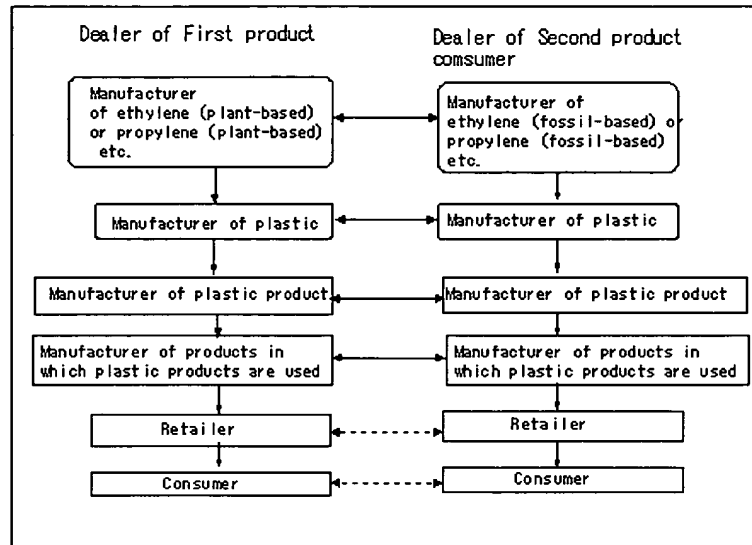 Dealer of First product
Dealer of Second product
comsumer
Manufacturer
of ethylene (plant-based)
or propylene (plant-based)
etc.
Manufacturer of
ethylene (fossil-based) or
propylene (fossil-based)
etc.
Manufacturer of plastic
Manufacturer of plastic
Manufacturer of plastic product
Manufacturer of plastic product
Manufacturer of products in
which plastic products are used
Manufacturer of products in
which plastic products are used
Retailer
Retailer
Consumer
Consumer